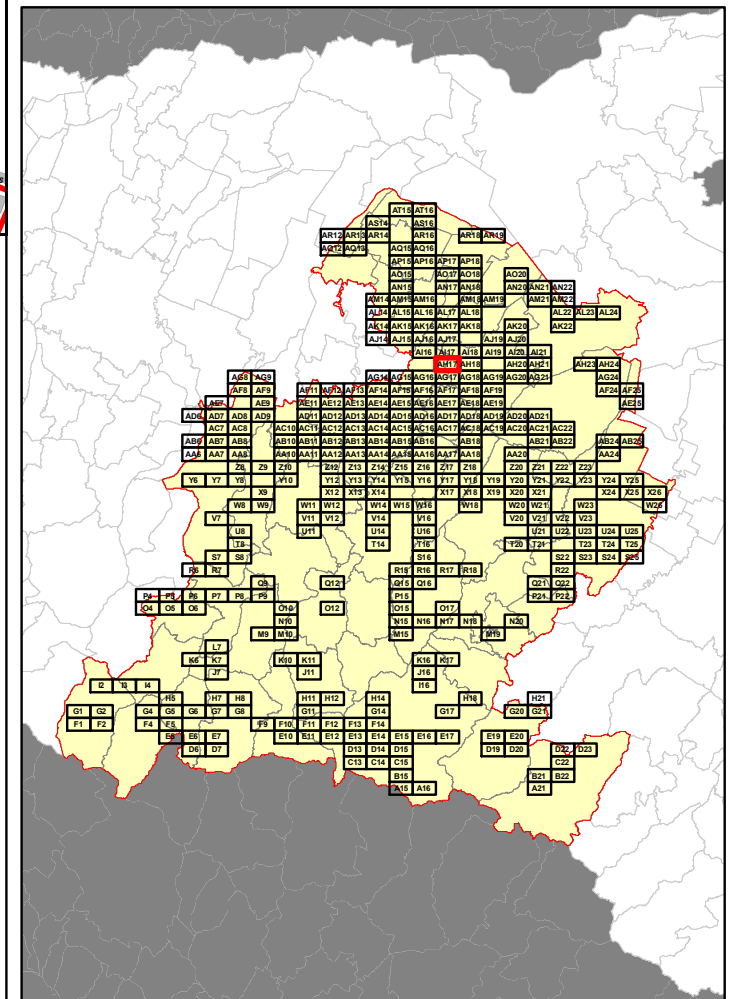 AT15 AT16
AS14 AS16
AR12 AR13 AR14 AR16 AR18 AR19
AQ12 AQ13 AQ15 AQ16
AP15 AP16 AP17 AP18
AO15 AO17 AO18 AO20
AN15 AN17 AN18 AN20 AN21 AN22
AM14 AM15 AM16 AM18 AM19 AM21 AM22
AL14 AL15 AL16 AL17 AL18 AL22 AL23 AL24
AK14 AK15 AK16 AK17 AK18 AK20 AK22
AJ14 AJ15 AJ16 AJ17 AJ19 AJ20
AI16 AI17 AI18 AI19 AI20 AI21
AH17 AH18 AH20 AH21 AH23 AH24
AG8 AG9 AG14 AG15 AG16 AG17 AG18 AG19 AG20 AG21 AG24
AF8 AF9 AF11 AF12 AF13 AF14 AF15 AF16 AF17 AF18 AF19 AF24 AF25
AE7 AE9 AE11 AE12 AE13 AE14 AE15 AE16 AE17 AE18 AE19 AE25
AD6 AD7 AD8 AD9 AD11 AD12 AD13 AD14 AD15 AD16 AD17 AD18 AD19 AD20 AD21
AC7 AC8 AC10 AC11 AC12 AC13 AC14 AC15 AC16 AC17 AC18 AC19 AC20 AC21 AC22
AB6 AB7 AB8 AB10 AB11 AB12 AB13 AB14 AB15 AB16 AB18 AB21 AB22 AB24 AB25
AA6 AA7 AA8 AA10 AA11 AA12 AA13 AA14 AA15 AA16 AA17 AA18 AA20 AA24
Z8 Z9 Z10 Z12 Z13 Z14 Z15 Z16 Z17 Z18 Z20 Z21 Z22 Z23
Y6 Y7 Y8 Y10 Y12 Y13 Y14 Y15 Y16 Y17 Y18 Y19 Y20 Y21 Y22 Y23 Y24 Y25
X9 X12 X13 X14 X17 X18 X19 X20 X21 X24 X25 X26
W8 W9 W11 W12 W14 W15 W16 W18 W20 W21 W23 W26
V7 V11 V12 V14 V16 V20 V21 V22 V23
U8 U11 U14 U16 U21 U22 U23 U24 U25
T8 T14 T16 T20 T21 T23 T24 T25
S7 S8 S16 S22 S23 S24 S25
R6 R7 R15 R16 R17 R18 R22
Q9 Q12 Q15 Q16 Q21 Q22
P4 P5 P6 P7 P8 P9 P15 P21 P22
O4 O5 O6 O10 O12 O15 O17
N10 N15 N16 N17 N18 N20
M9 M10 M15 M19
L7
K6 K7 K10 K11 K16 K17
J7 J11 J16
I2 I3 I4 I16
H5 H7 H8 H11 H12 H14 H18 H21
G1 G2 G4 G5 G6 G7 G8 G11 G17 G20 G21
F1 F2 F4 F5 F9 F10 F11 F12 F13 F14
E5 E6 E7 E10 E11 E12 E13 E14 E15 E16 E17 E19 E20
D6 D7 D13 D14 D15 D19 D20 D22 D23
C13 C14 C15 C22
B15 B21 B22
A15 A16 A21